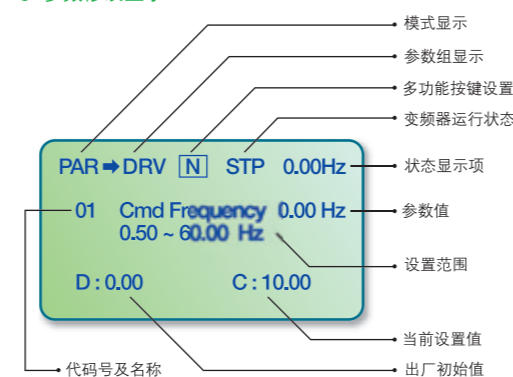 模式显示
参数组显示
多功能按键设置
变频器运行状态
PAR➡DRV N STP 0.00Hz
状态显示项
01 Cmd Frequency 0.00 Hz
参数值
0.50 ~ 60.00 Hz
设置范围
D : 0.00 C : 10.00
当前设置值
代码号及名称
出厂初始值